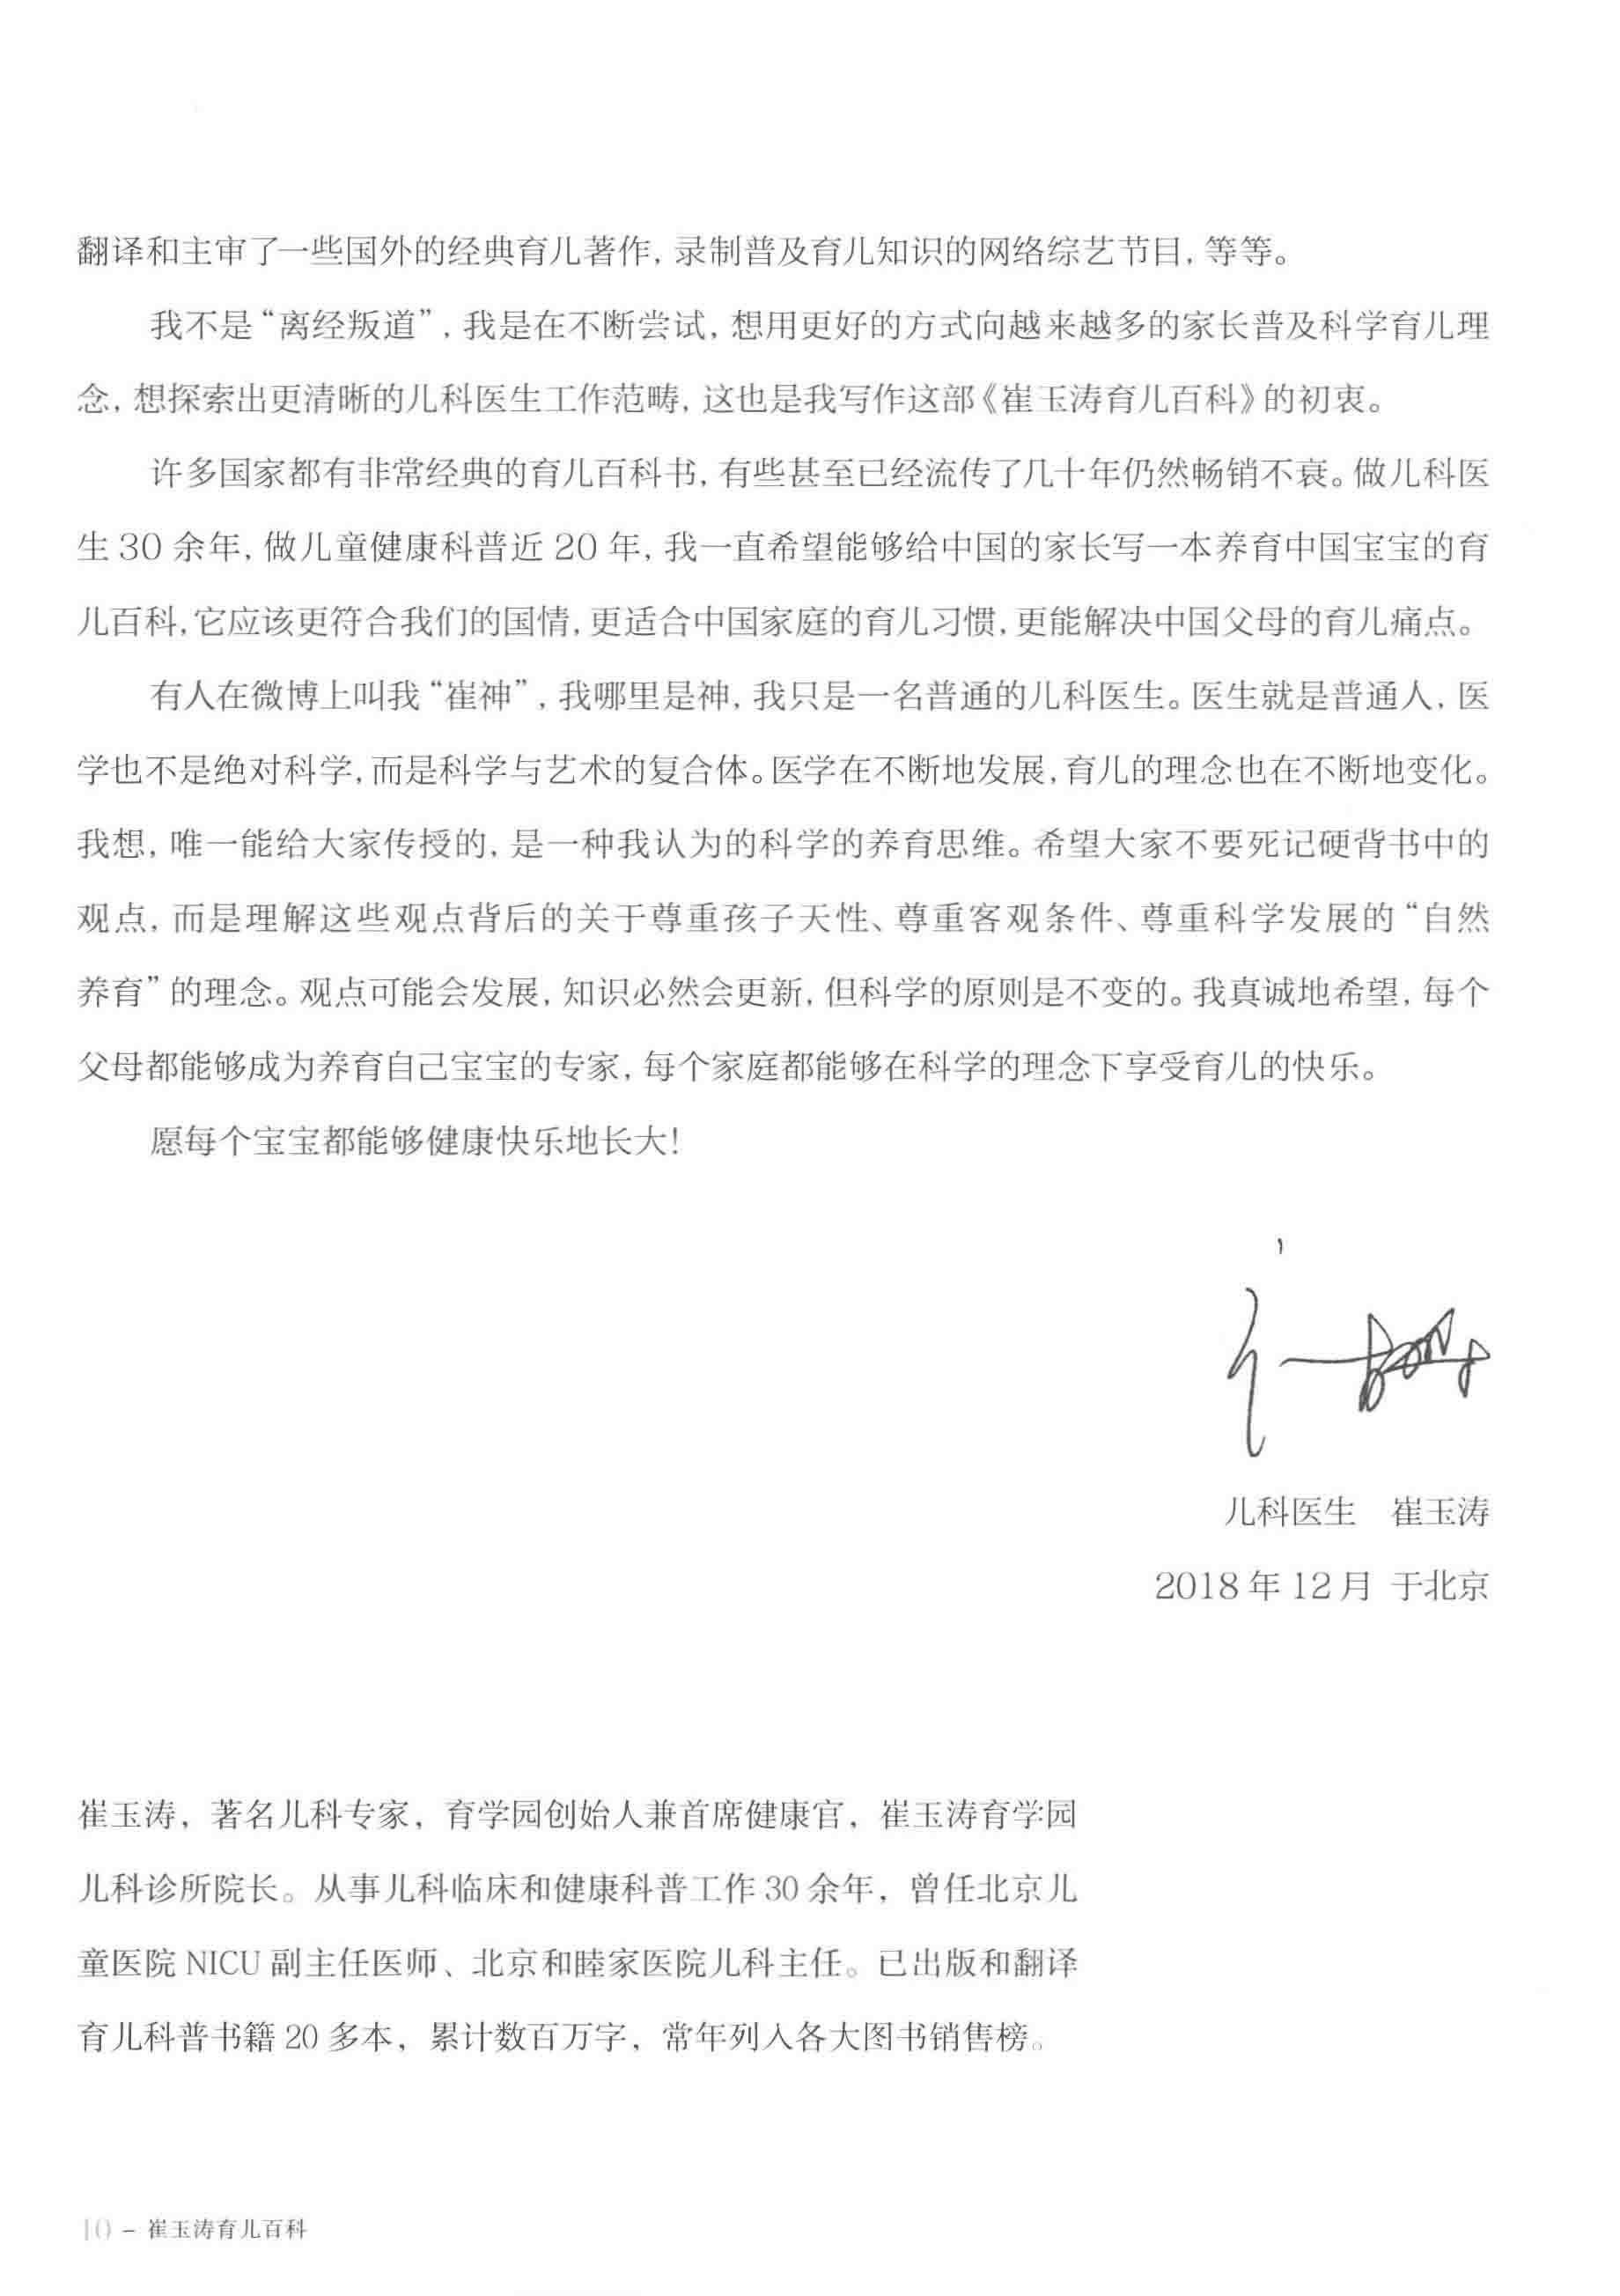 翻译和主审了一些国外的经典育儿著作，录制普及育儿知识的网络综艺节目，等等。
我不是“离经叛道”，我是在不断尝试，想用更好的方式向越来越多的家长普及科学育儿理
念，想探索出更清晰的儿科医生工作范畴，这也是我写作这部《崔玉涛育儿百科》的初衷。
许多国家都有非常经典的育儿百科书，有些甚至已经流传了几十年仍然畅销不衰。做儿科医
生30余年，做儿童健康科普近20年，我一直希望能够给中国的家长写一本养育中国宝宝的育
儿百科，它应该更符合我们的国情，更适合中国家庭的育儿习惯，更能解决中国父母的育儿痛点。
有人在微博上叫我“崔神”，我哪里是神，我只是一名普通的儿科医生。医生就是普通人，医
学也不是绝对科学，而是科学与艺术的复合体。医学在不断地发展，育儿的理念也在不断地变化。
我想，唯一能给大家传授的，是一种我认为的科学的养育思维。希望大家不要死记硬背书中的
观点，而是理解这些观点背后的关于尊重孩子天性、尊重客观条件、尊重科学发展的“自然
养育”的理念。观点可能会发展，知识必然会更新，但科学的原则是不变的。我真诚地希望，每个
父母都能够成为养育自己宝宝的专家，每个家庭都能够在科学的理念下享受育儿的快乐。
愿每个宝宝都能够健康快乐地长大！
儿科医生 崔玉涛
2018年12月 于北京
崔玉涛，著名儿科专家，育学园创始人兼首席健康官，崔玉涛育学园
儿科诊所院长。从事儿科临床和健康科普工作30余年，曾任北京儿
童医院NICU副主任医师、北京和睦家医院儿科主任。已出版和翻译
育儿科普书籍20多本，累计数百万字，常年列入各大图书销售榜。
10 – 崔玉涛育儿百科